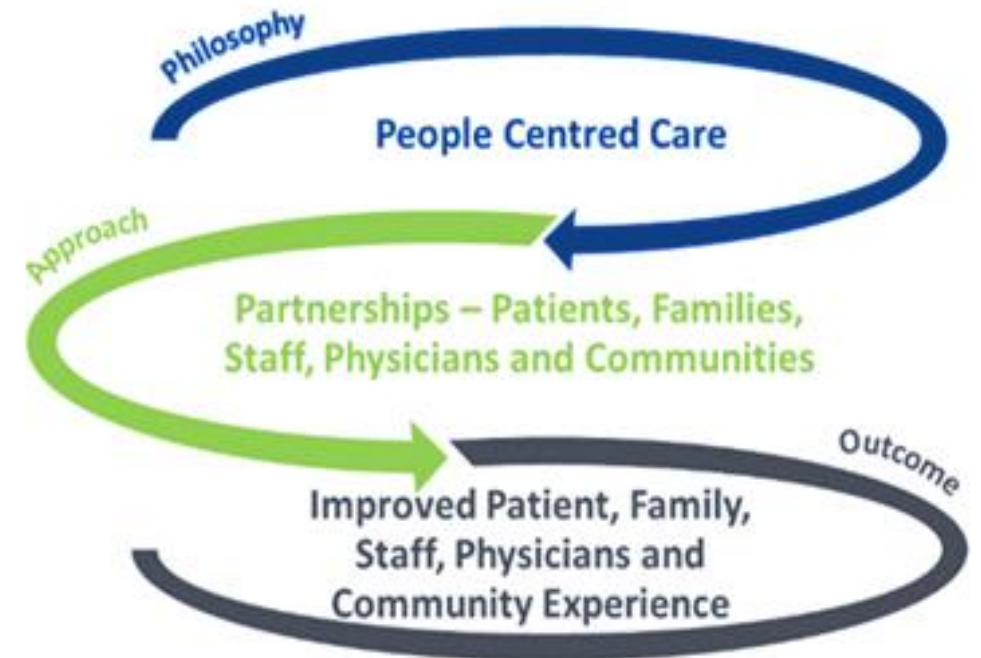 Philosophy
People Centred Care
Approach
Partnerships – Patients, Families,
Staff, Physicians and Communities
Outcome
Improved Patient, Family,
Staff, Physicians and
Community Experience